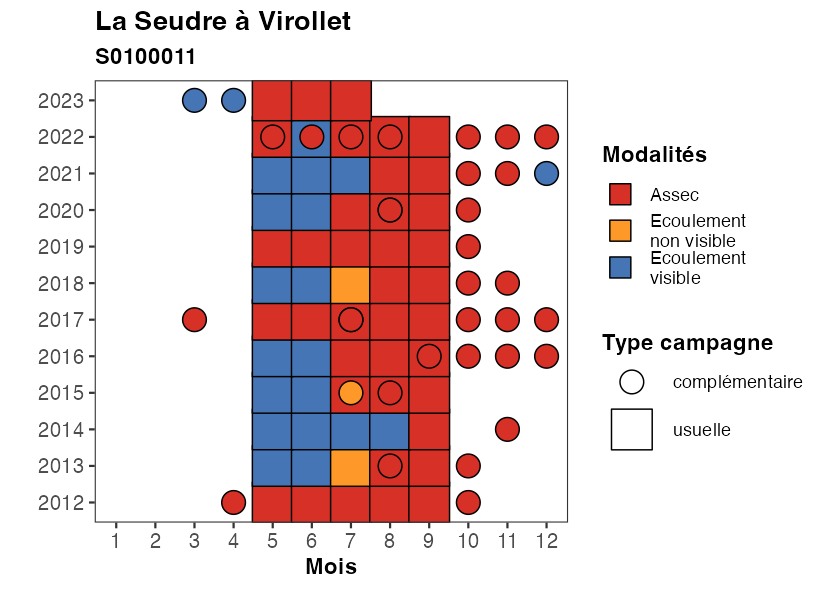 La Seudre à Virollet
S0100011
2023
2022
2021
2020
2019
2018
2017
2016
2015
2014
2013
2012
1 2 3 4 5 6 7 8 9 10 11 12
Mois
Modalités
Assec
Ecoulement
non visible
Ecoulement
visible
Type campagne
complémentaire
usuelle